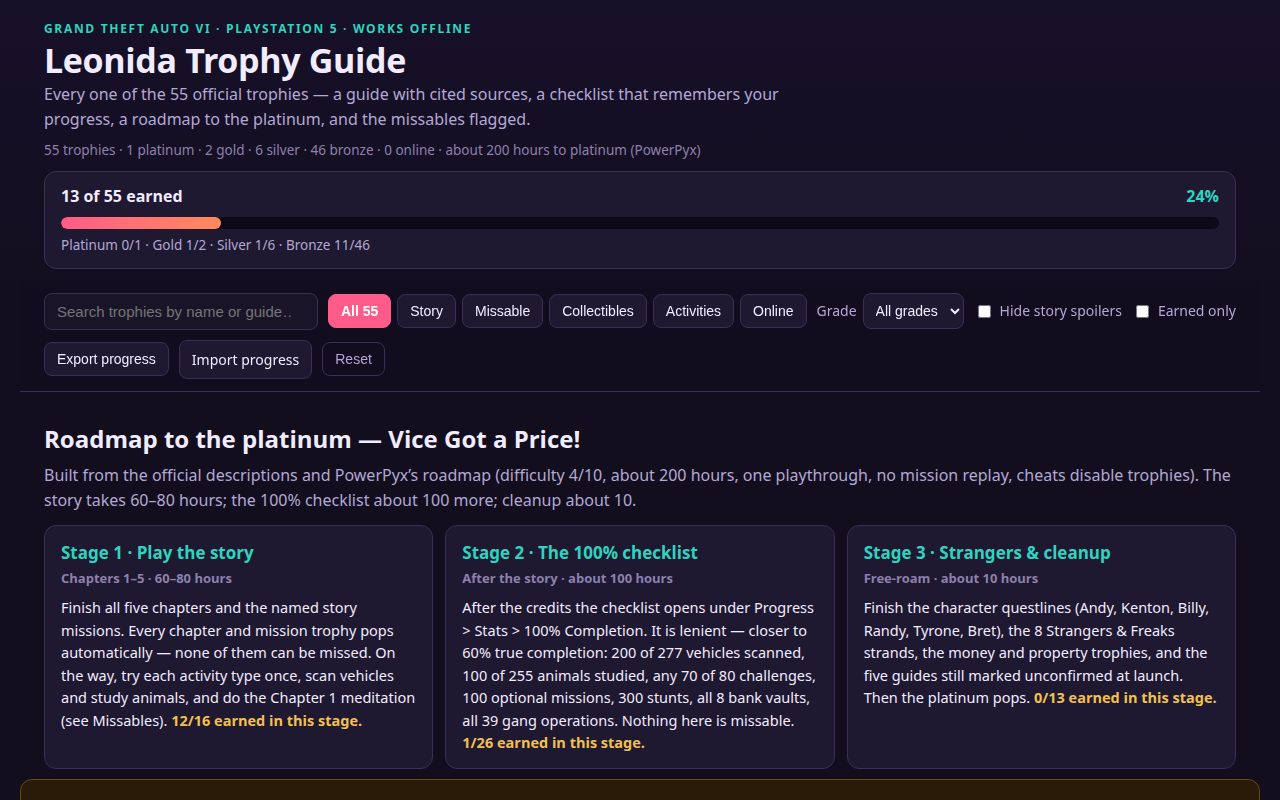 GRAND THEFT AUTO VI · PLAYSTATION 5 · WORKS OFFLINE
Leonida Trophy Guide
Every one of the 55 official trophies — a guide with cited sources, a checklist that remembers your
progress, a roadmap to the platinum, and the missables flagged.
55 trophies · 1 platinum · 2 gold · 6 silver · 46 bronze · 0 online · about 200 hours to platinum (PowerPyx)
13 of 55 earned 24%
Platinum 0/1 · Gold 1/2 · Silver 1/6 · Bronze 11/46
Search trophies by name or guide.. All 55 Story Missable Collectibles Activities Online Grade All grades Hide story spoilers Earned only
Export progress Import progress Reset
Roadmap to the platinum — Vice Got a Price!
Built from the official descriptions and PowerPyx’s roadmap (difficulty 4/10, about 200 hours, one playthrough, no mission replay, cheats disable trophies). The
story takes 60–80 hours; the 100% checklist about 100 more; cleanup about 10.
Stage 1 · Play the story
Chapters 1–5 · 60–80 hours
Finish all five chapters and the named story
missions. Every chapter and mission trophy pops
automatically — none of them can be missed. On
the way, try each activity type once, scan vehicles
and study animals, and do the Chapter 1 meditation
(see Missables). 12/16 earned in this stage.
Stage 2 · The 100% checklist
After the story · about 100 hours
After the credits the checklist opens under Progress
> Stats > 100% Completion. It is lenient — closer to
60% true completion: 200 of 277 vehicles scanned,
100 of 255 animals studied, any 70 of 80 challenges,
100 optional missions, 300 stunts, all 8 bank vaults,
all 39 gang operations. Nothing here is missable.
1/26 earned in this stage.
Stage 3 · Strangers & cleanup
Free-roam · about 10 hours
Finish the character questlines (Andy, Kenton, Billy,
Randy, Tyrone, Bret), the 8 Strangers & Freaks
strands, the money and property trophies, and the
five guides still marked unconfirmed at launch.
Then the platinum pops. 0/13 earned in this stage.